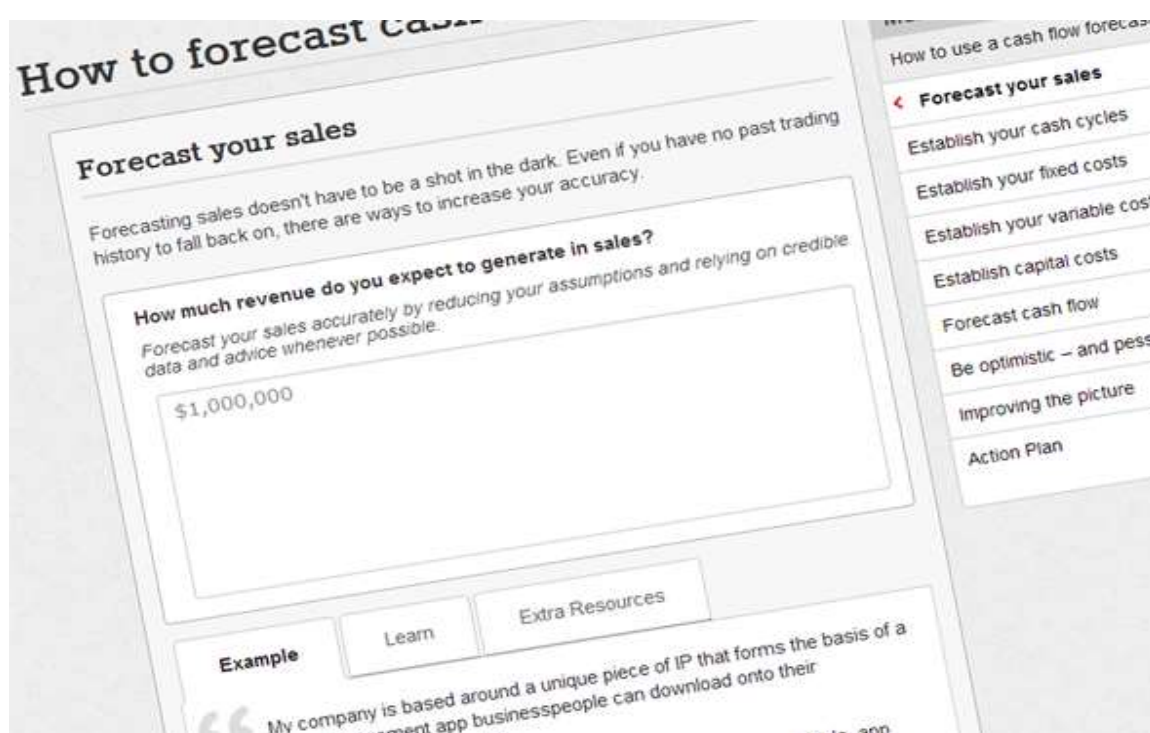 How to forecast
Forecast your sales
Forecasting sales doesn't have to be a shot in the dark. Even if you have no past trading
history to fall back on, there are ways to increase your accuracy.
How much revenue do you expect to generate in sales?
Forecast your sales accurately by reducing your assumptions and relying on credible
data and advice whenever possible.
$1,000,000
Example
Learn
Extra Resources
My company is based around a unique piece of IP that forms the basis of a
app businesspeople can download onto their
app
How to use a cash flow
Forecast your sales
Establish your cash cycles
Establish your fixed costs
Establish your variable
Establish capital costs
Forecast cash flow
Be optimistic – and
Improving the picture
Action Plan